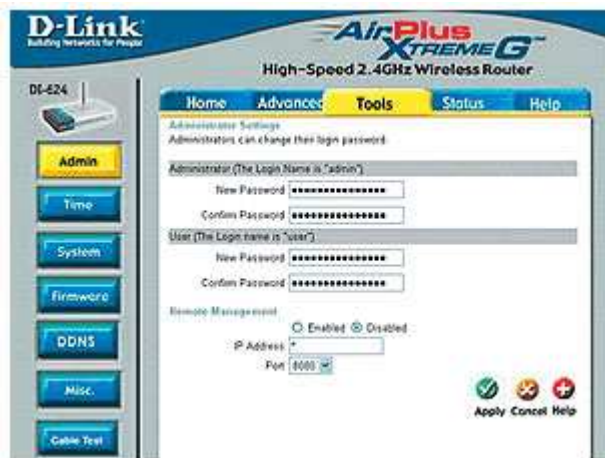 D-Link
Building Networks for People
AirPlus
XTREME G™
High-Speed 2.4GHz Wireless Router
DI-624
Home Advanced Tools Status Help
Admin
Time
System
Firmware
DDNS
Misc.
Cable Test
Administrator Settings
Administrators can change their login password.
Administrator (The Login Name is "admin")
New Password •••••••••••••••
Confirm Password •••••••••••••••
User (The Login name is "user")
New Password •••••••••••••••
Confirm Password •••••••••••••••
Remote Management
Enabled Disabled
IP Address *
Port 8080
Apply Cancel Help